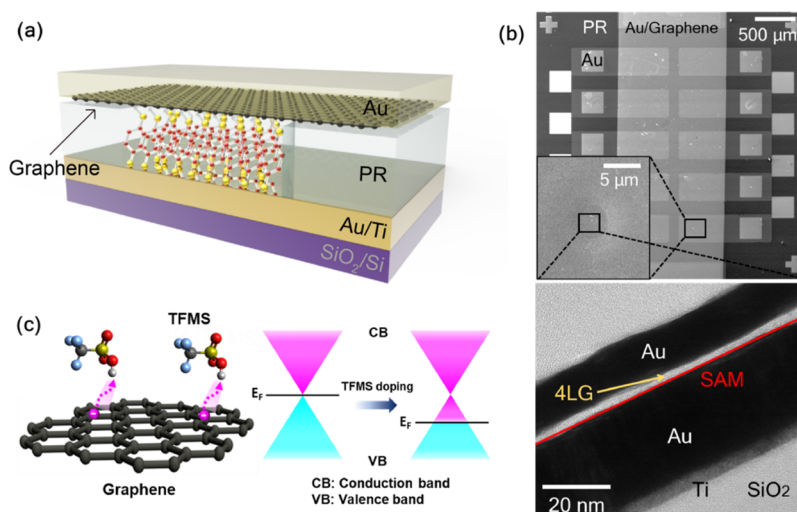 (a)
Au
Graphene
PR
Au/Ti
SiO2/Si
(b)
PR
Au/Graphene
500 μm
Au
5 μm
Au
4LG
SAM
Au
20 nm
Ti
SiO2
(c)
TFMS
Graphene
CB
EF
TFMS doping
EF
VB
CB: Conduction band
VB: Valence band